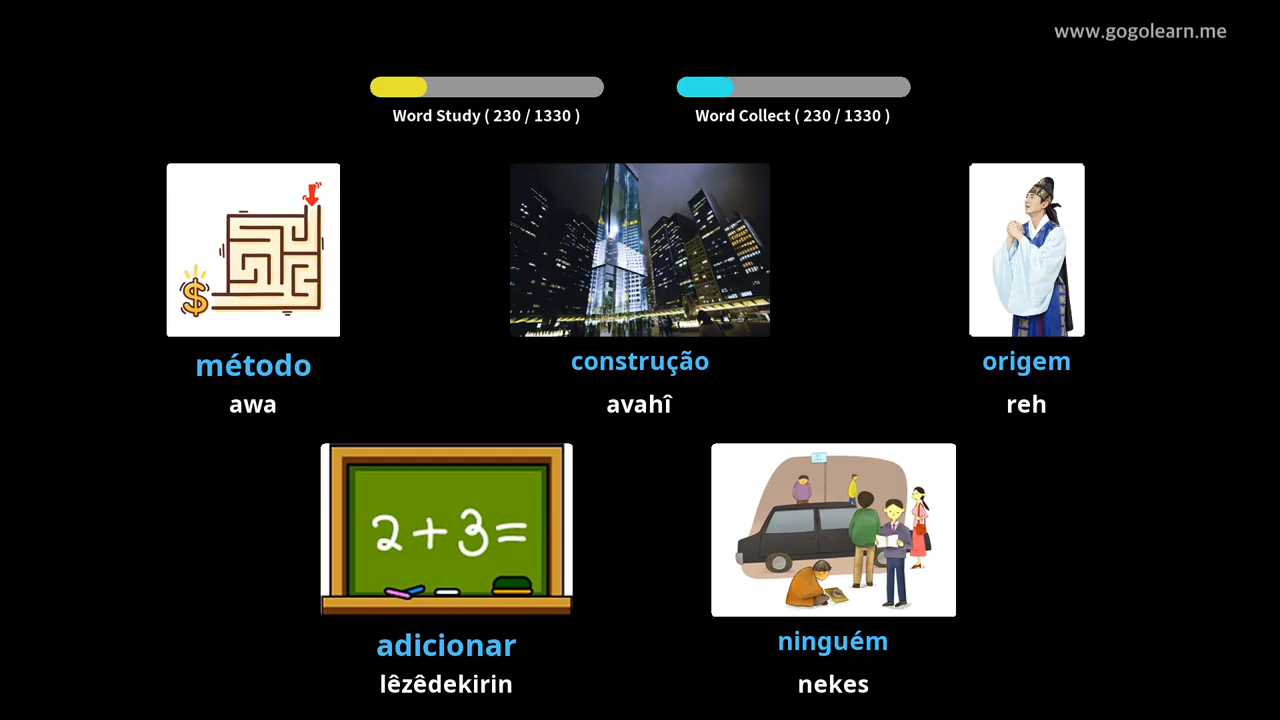 www.gogolearn.me
Word Study ( 230 / 1330 )
Word Collect ( 230 / 1330 )
$
método
awa
construção
avahî
origem
reh
2+3=
adicionar
lêzêdekirin
ninguém
nekes